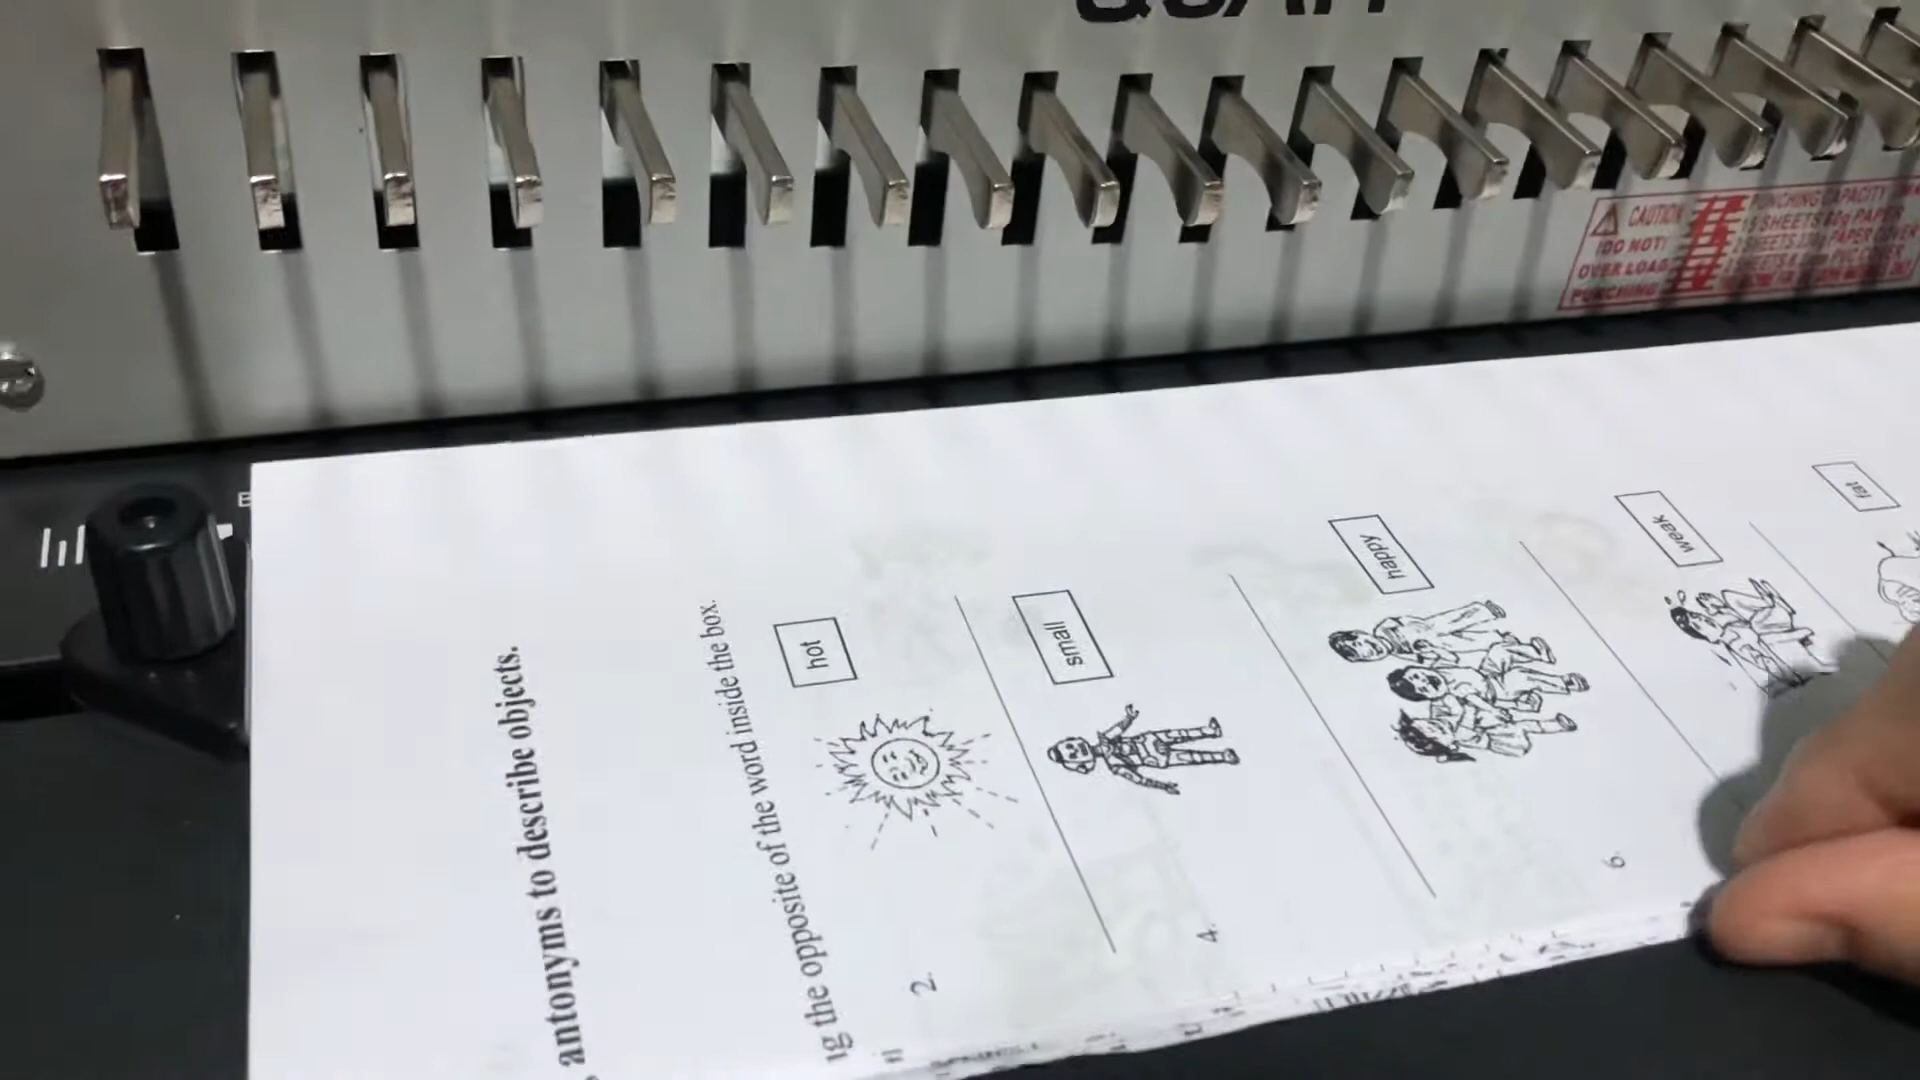 CAUTION
DO NOT!
OVER LOAD
PUNCHING
PUNCHING CAPACITY
antonyms to describe objects.
the opposite of the word inside the box.
2.
hot
small
4.
happy
6.
weak
fat